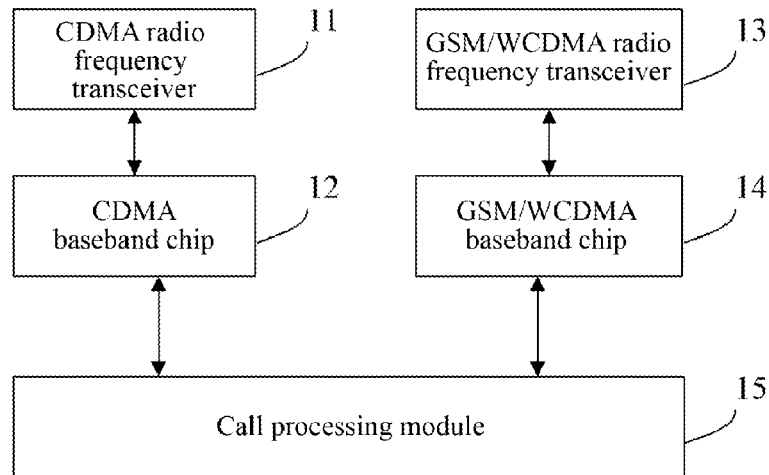 CDMA radio
frequency
transceiver
11
GSM/WCDMA radio
frequency transceiver
13
CDMA
baseband chip
12
GSM/WCDMA
baseband chip
14
Call processing module
15